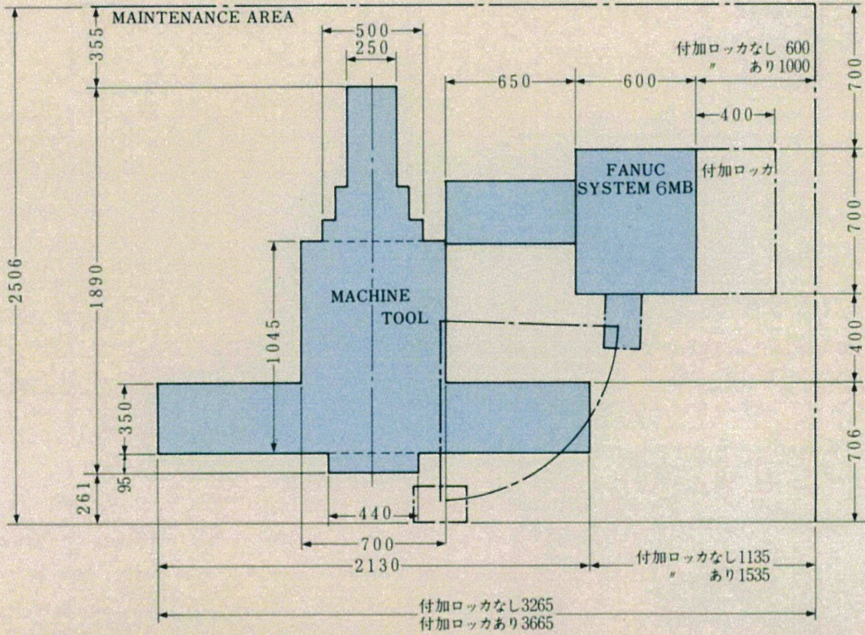 MAINTENANCE AREA
355
500
250
付加ロッカなし 600
〃 あり1000
700
650
600
400
FANUC
SYSTEM 6MB
付加ロッカ
700
2506
1890
MACHINE
TOOL
1045
400
350
95
261
706
440
700
2130
付加ロッカなし1135
〃 あり1535
付加ロッカなし3265
付加ロッカあり3665